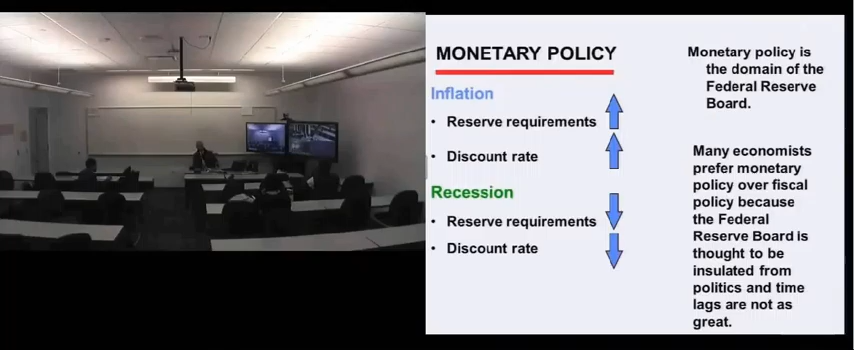 MONETARY POLICY
Inflation
• Reserve requirements
• Discount rate
Recession
• Reserve requirements
• Discount rate
Monetary policy is
the domain of the
Federal Reserve
Board.
Many economists
prefer monetary
policy over fiscal
policy because
the Federal
Reserve Board is
thought to be
insulated from
politics and time
lags are not as
great.